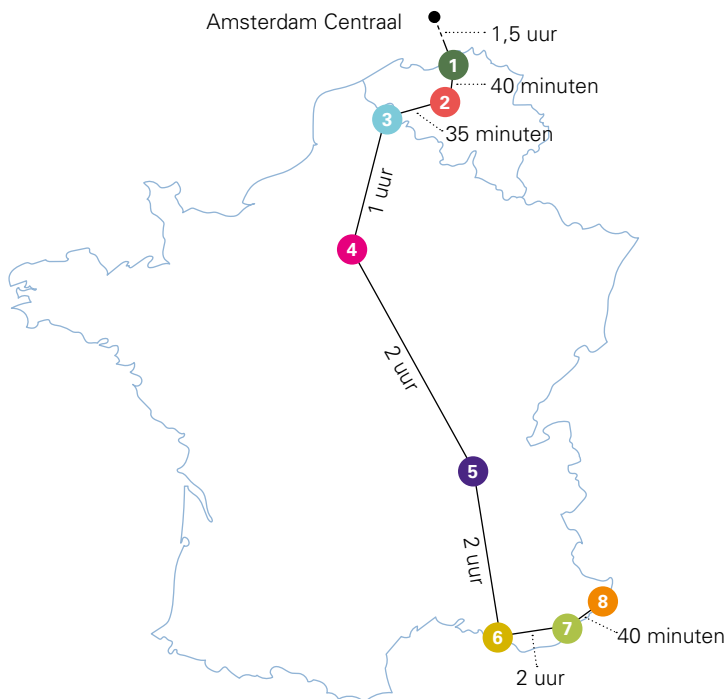 Amsterdam Centraal
1,5 uur
1
40 minuten
2
3
35 minuten
1 uur
4
2 uur
5
2 uur
8
7
6
40 minuten
2 uur